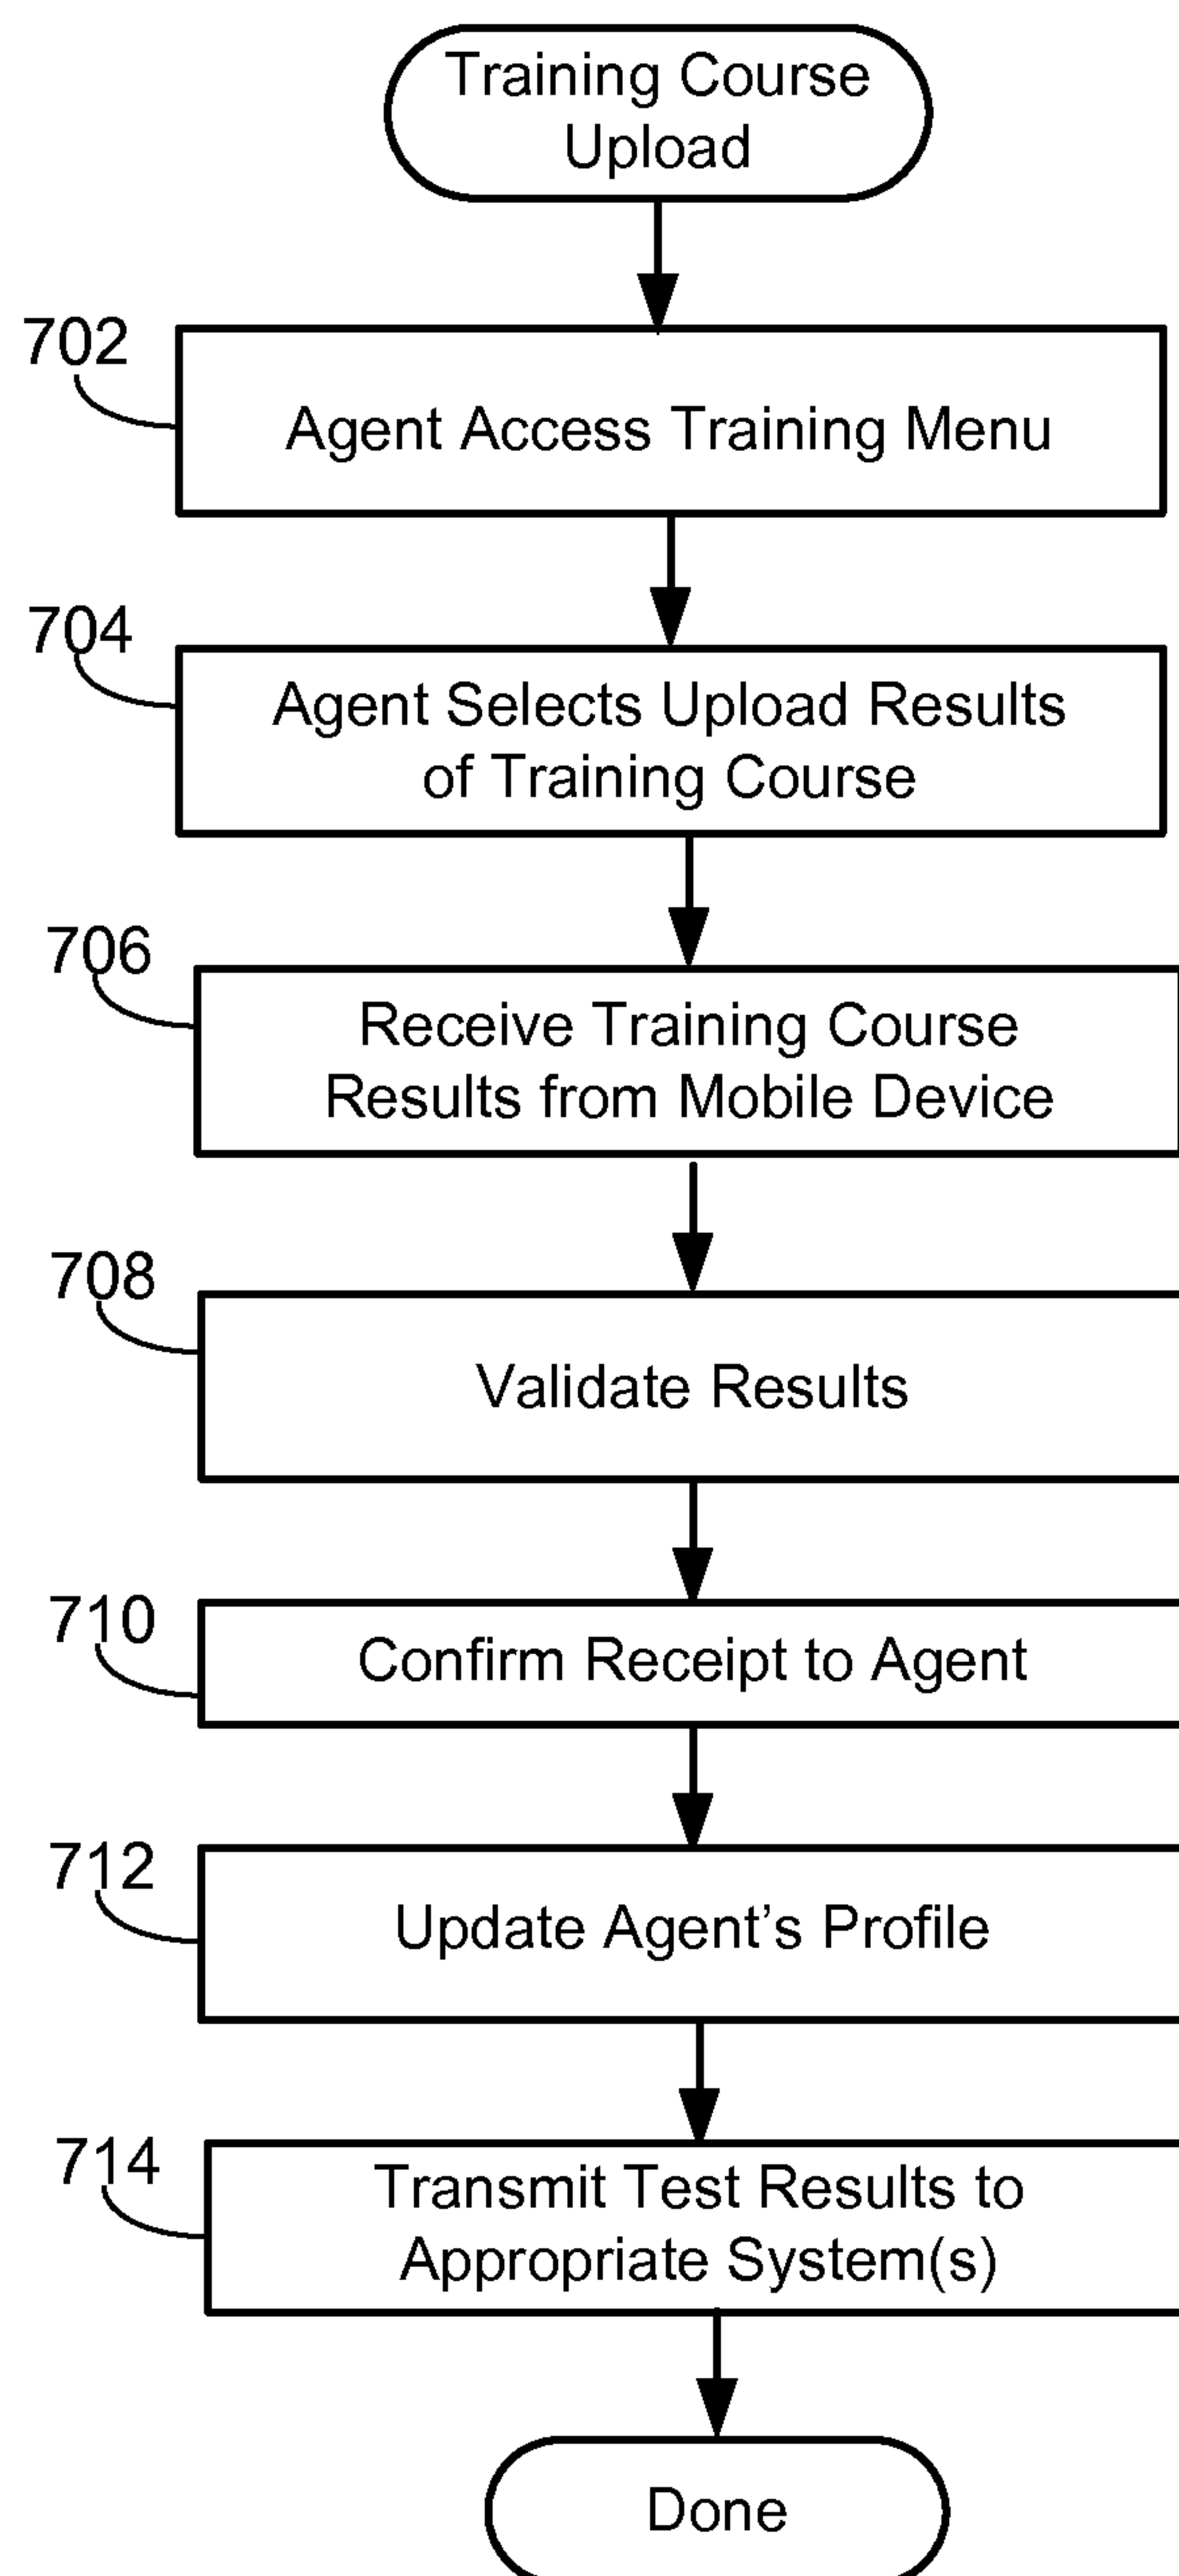 Training Course
Upload
702
Agent Access Training Menu
704
Agent Selects Upload Results
of Training Course
706
Receive Training Course
Results from Mobile Device
708
Validate Results
710
Confirm Receipt to Agent
712
Update Agent’s Profile
714
Transmit Test Results to
Appropriate System(s)
Done